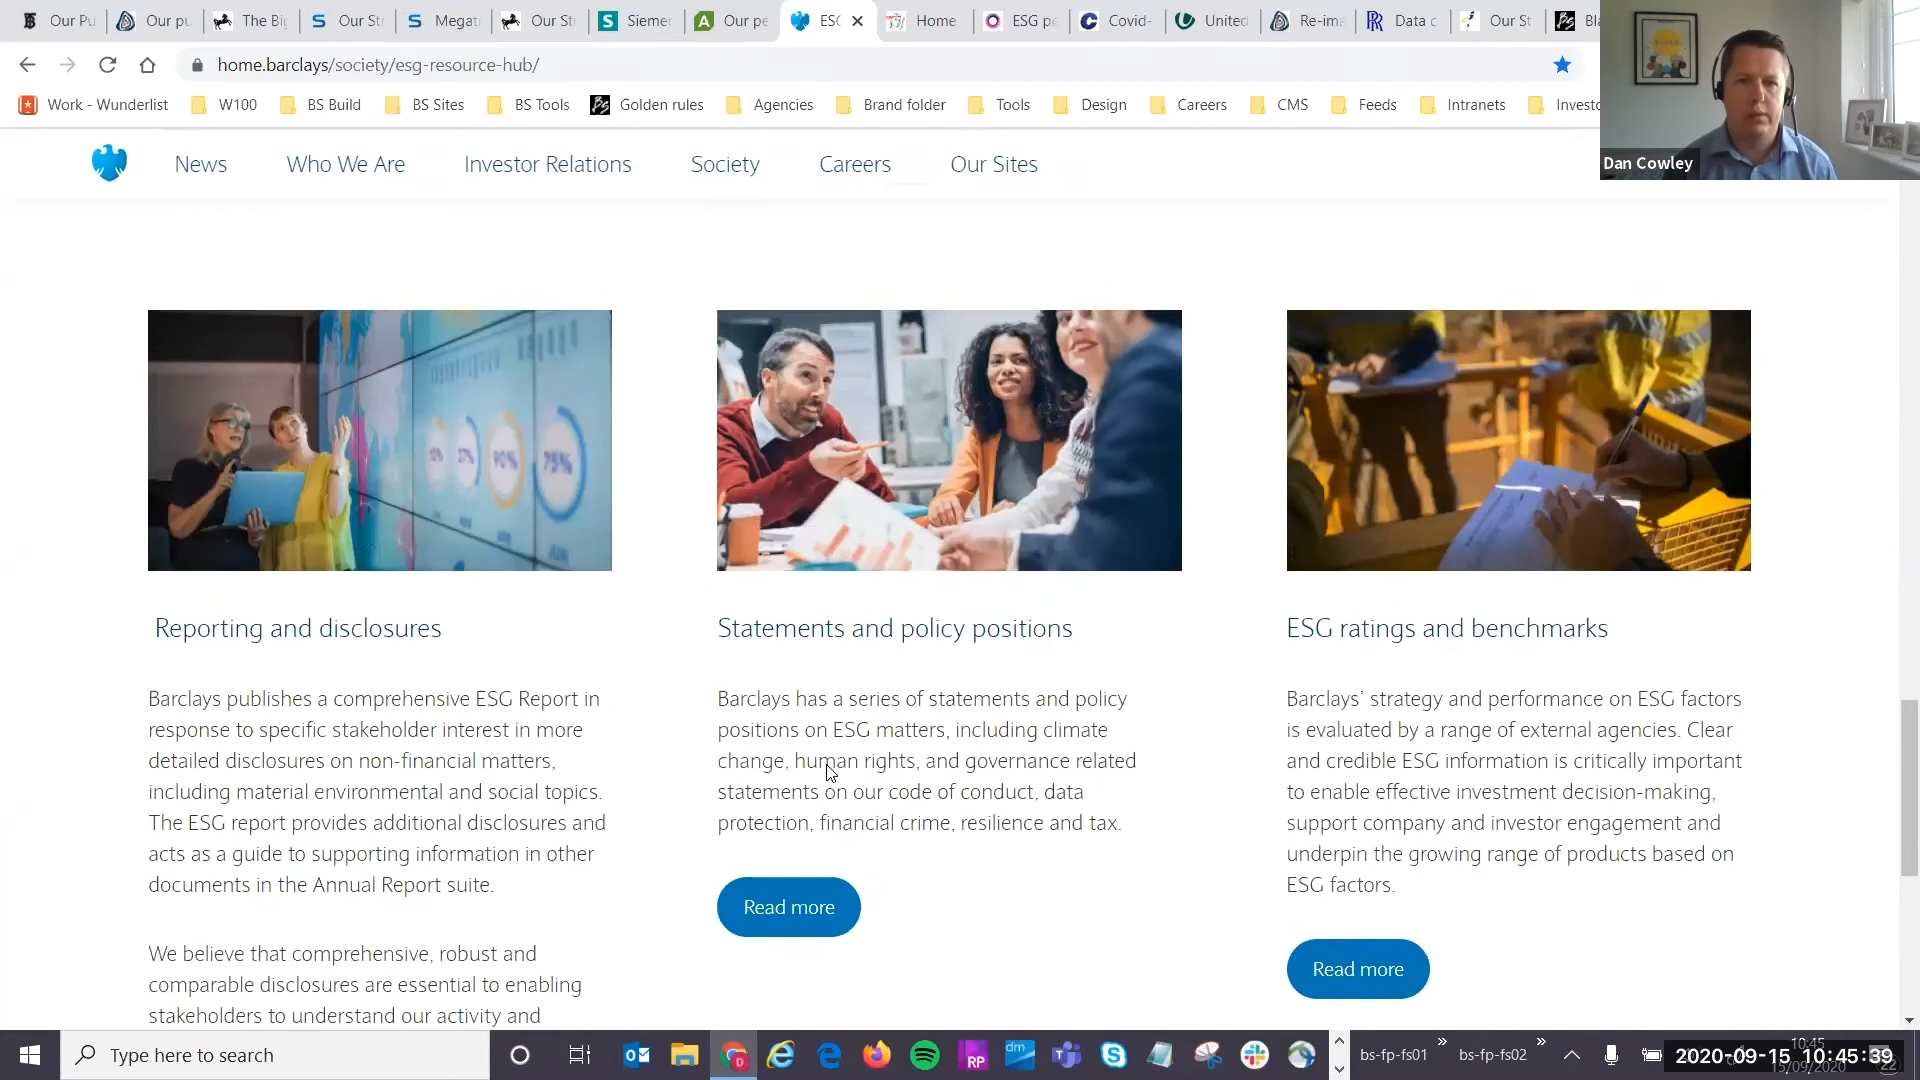 Our Pu
Our pu
The Big
Our Str
Megat
Our Str
Siemen
Our pe
ESG
Home
ESG pe
Covid-
United
Re-ima
Data c
Our St
Bla
home.barclays/society/esg-resource-hub/
Work - Wunderlist
W100
BS Build
BS Sites
BS Tools
Golden rules
Agencies
Brand folder
Tools
Design
Careers
CMS
Feeds
Intranets
Investo
Dan Cowley
News
Who We Are
Investor Relations
Society
Careers
Our Sites
10%
37%
90%
75%
Reporting and disclosures
Barclays publishes a comprehensive ESG Report in
response to specific stakeholder interest in more
detailed disclosures on non-financial matters,
including material environmental and social topics.
The ESG report provides additional disclosures and
acts as a guide to supporting information in other
documents in the Annual Report suite.
We believe that comprehensive, robust and
comparable disclosures are essential to enabling
stakeholders to understand our activity and
Statements and policy positions
Barclays has a series of statements and policy
positions on ESG matters, including climate
change, human rights, and governance related
statements on our code of conduct, data
protection, financial crime, resilience and tax.
Read more
ESG ratings and benchmarks
Barclays’ strategy and performance on ESG factors
is evaluated by a range of external agencies. Clear
and credible ESG information is critically important
to enable effective investment decision-making,
support company and investor engagement and
underpin the growing range of products based on
ESG factors.
Read more
Type here to search
RP
dm
bs-fp-fs01
bs-fp-fs02
10:45
15/09/2020
2020-09-15 10:45:39
22